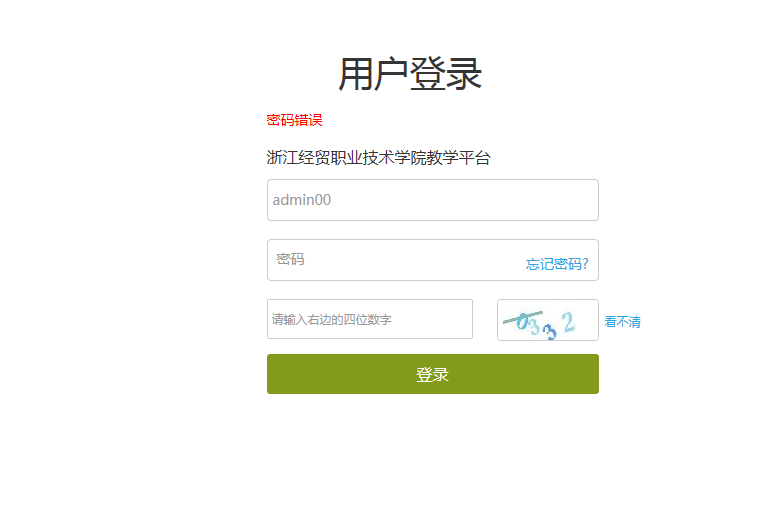 用户登录
密码错误
浙江经贸职业技术学院教学平台
admin00
密码 忘记密码?
请输入右边的四位数字 0332 看不清
登录